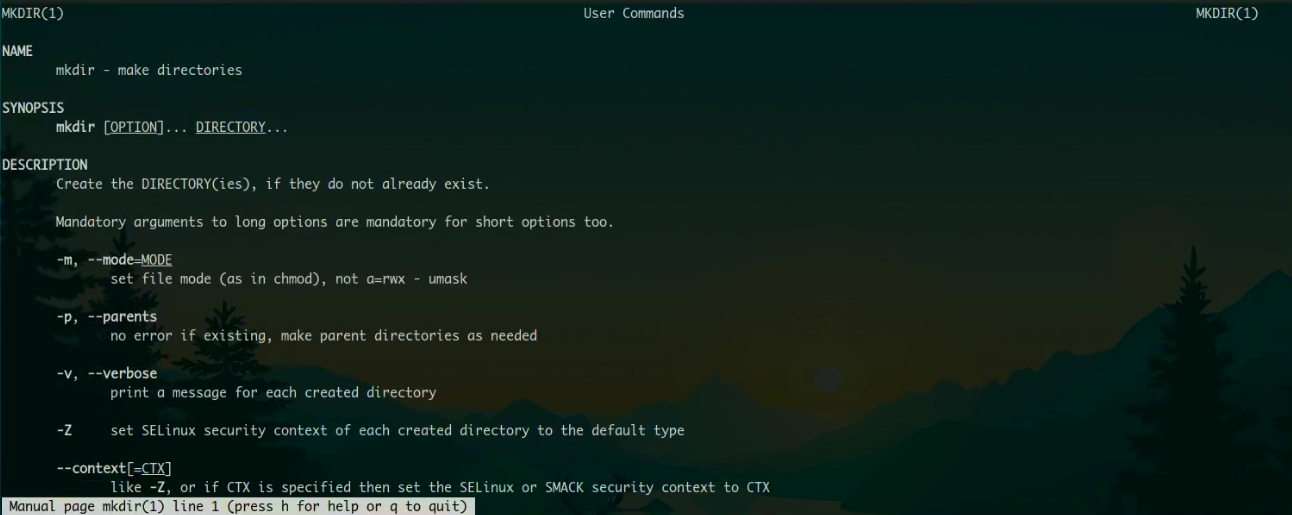 MKDIR(1) User Commands MKDIR(1)
NAME
mkdir - make directories
SYNOPSIS
mkdir [OPTION]... DIRECTORY...
DESCRIPTION
Create the DIRECTORY(ies), if they do not already exist.
Mandatory arguments to long options are mandatory for short options too.
-m, --mode=MODE
set file mode (as in chmod), not a=rwx - umask
-p, --parents
no error if existing, make parent directories as needed
-v, --verbose
print a message for each created directory
-Z set SELinux security context of each created directory to the default type
--context[=CTX]
like -Z, or if CTX is specified then set the SELinux or SMACK security context to CTX
Manual page mkdir(1) line 1 (press h for help or q to quit)